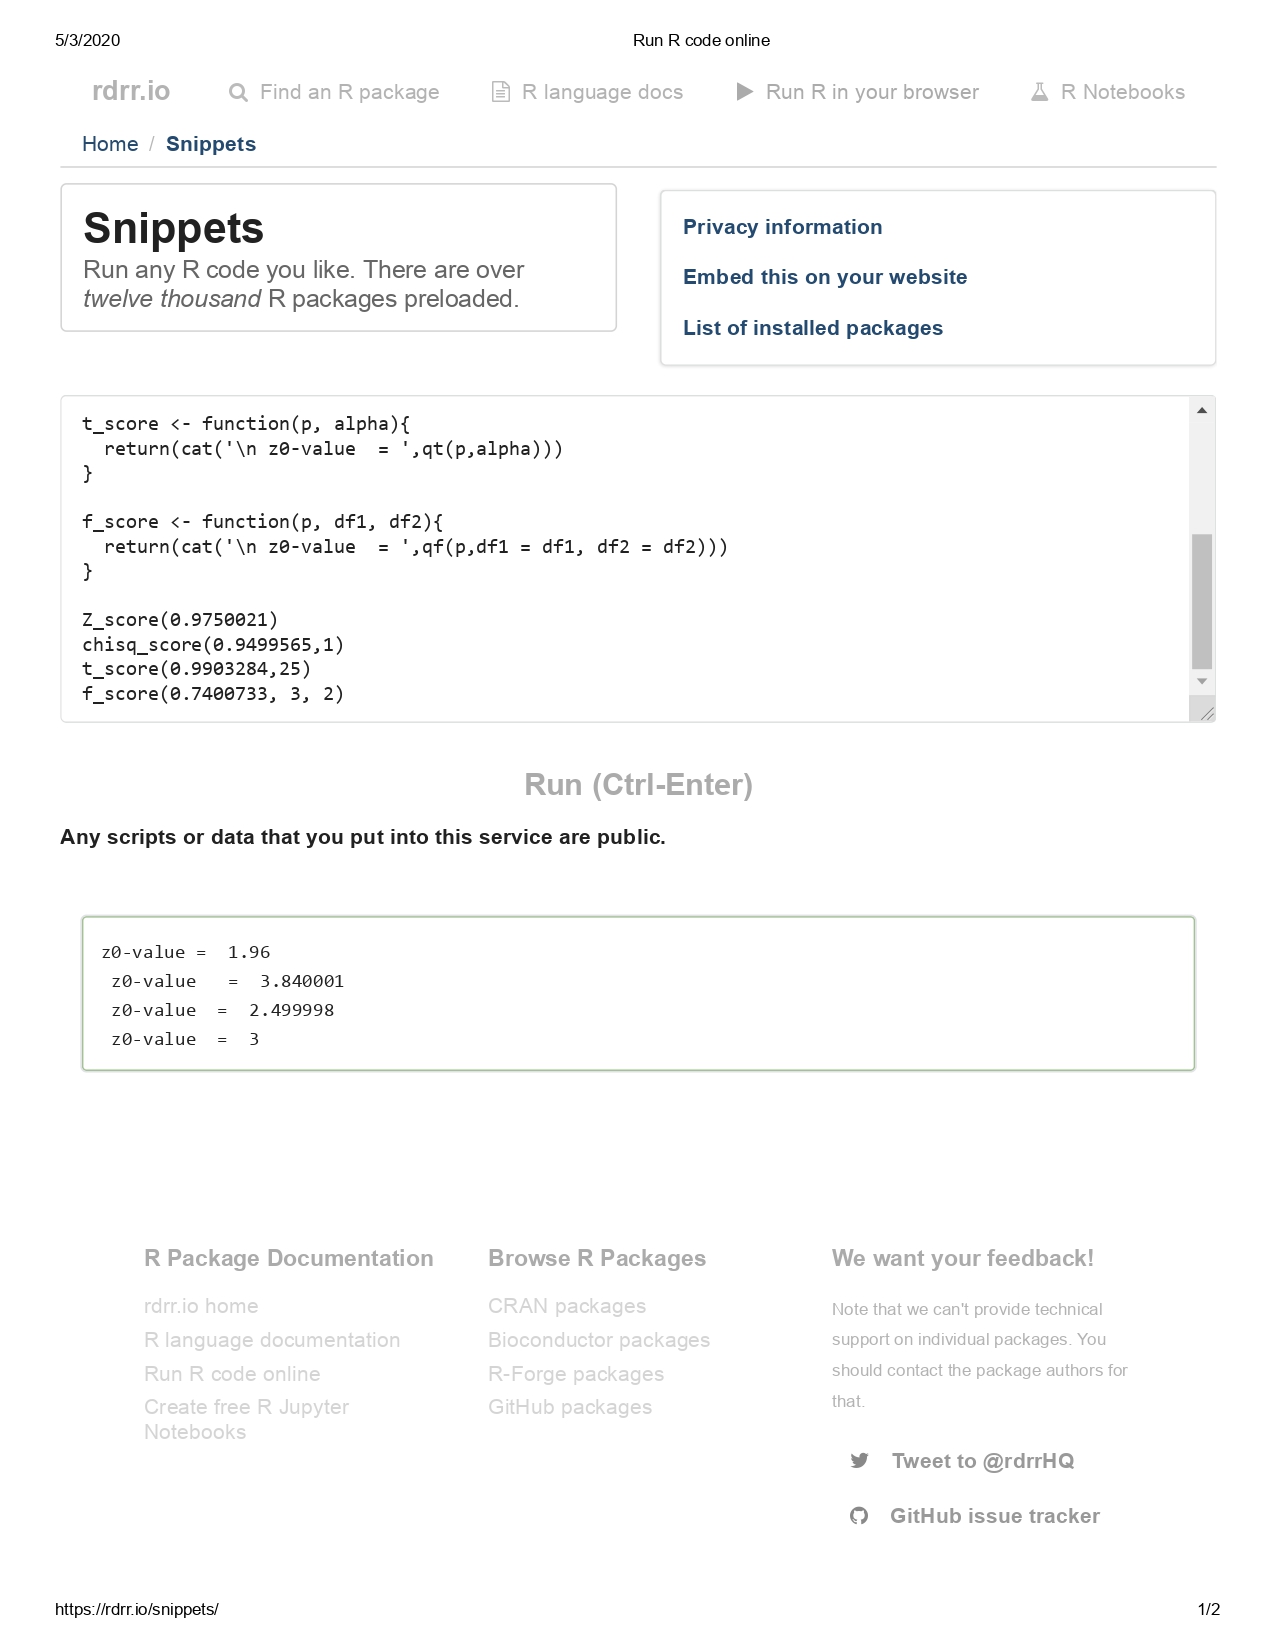 5/3/2020 Run R code online
rdrr.io Find an R package R language docs Run R in your browser R Notebooks
Home / Snippets
Snippets
Run any R code you like. There are over
twelve thousand R packages preloaded.
Privacy information
Embed this on your website
List of installed packages
t_score <- function(p, alpha){
  return(cat('\n z0-value  = ',qt(p,alpha)))
}
f_score <- function(p, df1, df2){
  return(cat('\n z0-value  = ',qf(p,df1 = df1, df2 = df2)))
}
Z_score(0.9750021)
chisq_score(0.9499565,1)
t_score(0.9903284,25)
f_score(0.7400733, 3, 2)
Run (Ctrl-Enter)
Any scripts or data that you put into this service are public.
z0-value =  1.96
 z0-value   =  3.840001
 z0-value  =  2.499998
 z0-value  =  3
R Package Documentation
rdrr.io home
R language documentation
Run R code online
Create free R Jupyter
Notebooks
Browse R Packages
CRAN packages
Bioconductor packages
R-Forge packages
GitHub packages
We want your feedback!
Note that we can't provide technical
support on individual packages. You
should contact the package authors for
that.
Tweet to @rdrrHQ
GitHub issue tracker
https://rdrr.io/snippets/ 1/2